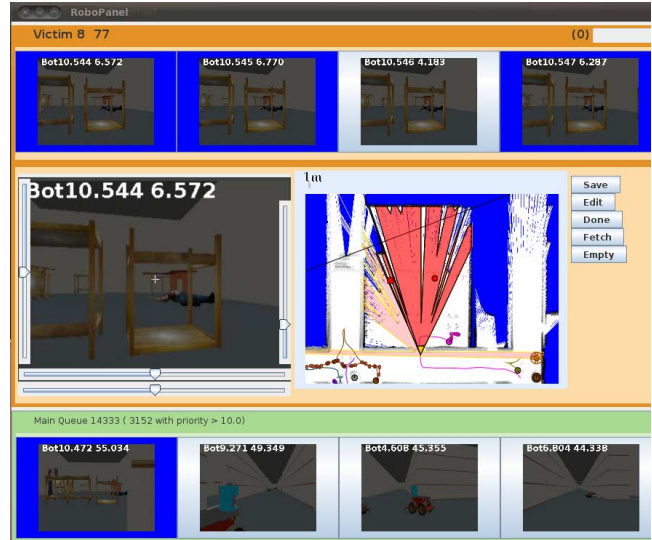 RoboPanel
Victim 8 77
(0)
Bot10.544 6.572
Bot10.545 6.770
Bot10.546 4.183
Bot10.547 6.287
Bot10.544 6.572
1m
Save
Edit
Done
Fetch
Empty
Main Queue 14333 ( 3152 with priority > 10.0)
Bot10.472 55.034
Bot9.271 49.349
Bot4.608 45.355
Bot6.804 44.338